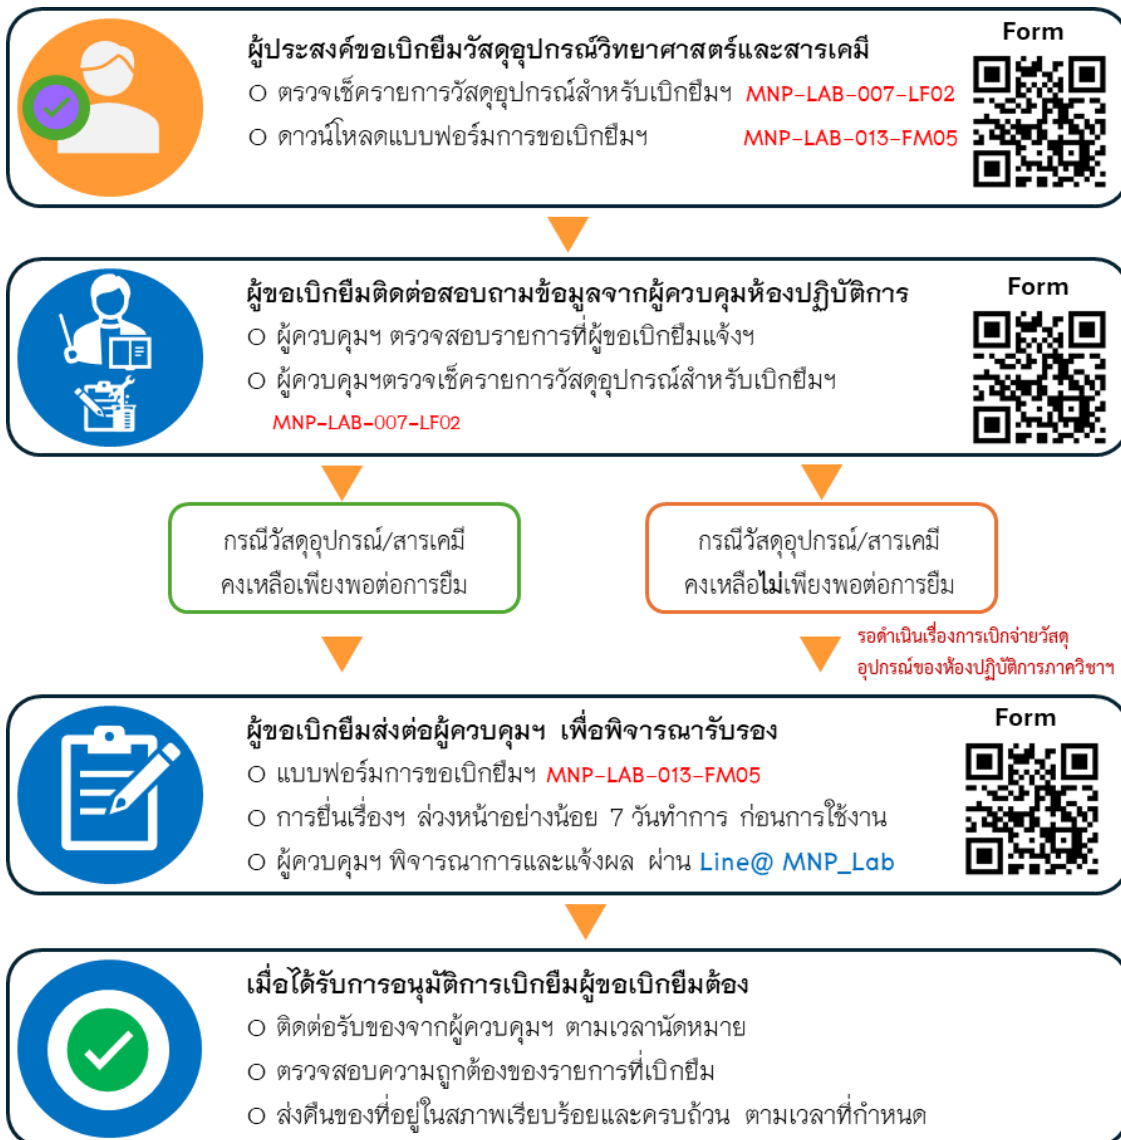 ผู้ประสงค์ขอเบิกยืมวัสดุอุปกรณ์วิทยาศาสตร์และสารเคมี
Form
O ตรวจเช็ครายการวัสดุอุปกรณ์สำหรับเบิกยืมฯ MNP-LAB-007-LF02
O ดาวน์โหลดแบบฟอร์มการขอเบิกยืมฯ MNP-LAB-013-FM05
ผู้ขอเบิกยืมติดต่อสอบถามข้อมูลจากผู้ควบคุมห้องปฏิบัติการ
Form
O ผู้ควบคุมฯ ตรวจสอบรายการที่ผู้ขอเบิกยืมแจ้งฯ
O ผู้ควบคุมฯตรวจเช็ครายการวัสดุอุปกรณ์สำหรับเบิกยืมฯ
MNP-LAB-007-LF02
กรณีวัสดุอุปกรณ์/สารเคมี
คงเหลือเพียงพอต่อการยืม
กรณีวัสดุอุปกรณ์/สารเคมี
คงเหลือไม่เพียงพอต่อการยืม
รอดำเนินเรื่องการเบิกจ่ายวัสดุ
อุปกรณ์ของห้องปฏิบัติการภาควิชาฯ
ผู้ขอเบิกยืมส่งต่อผู้ควบคุมฯ เพื่อพิจารณารับรอง
Form
O แบบฟอร์มการขอเบิกยืมฯ MNP-LAB-013-FM05
O การยื่นเรื่องฯ ล่วงหน้าอย่างน้อย 7 วันทำการ ก่อนการใช้งาน
O ผู้ควบคุมฯ พิจารณาการและแจ้งผล ผ่าน Line@ MNP_Lab
เมื่อได้รับการอนุมัติการเบิกยืมผู้ขอเบิกยืมต้อง
O ติดต่อรับของจากผู้ควบคุมฯ ตามเวลานัดหมาย
O ตรวจสอบความถูกต้องของรายการที่เบิกยืม
O ส่งคืนของที่อยู่ในสภาพเรียบร้อยและครบถ้วน ตามเวลาที่กำหนด